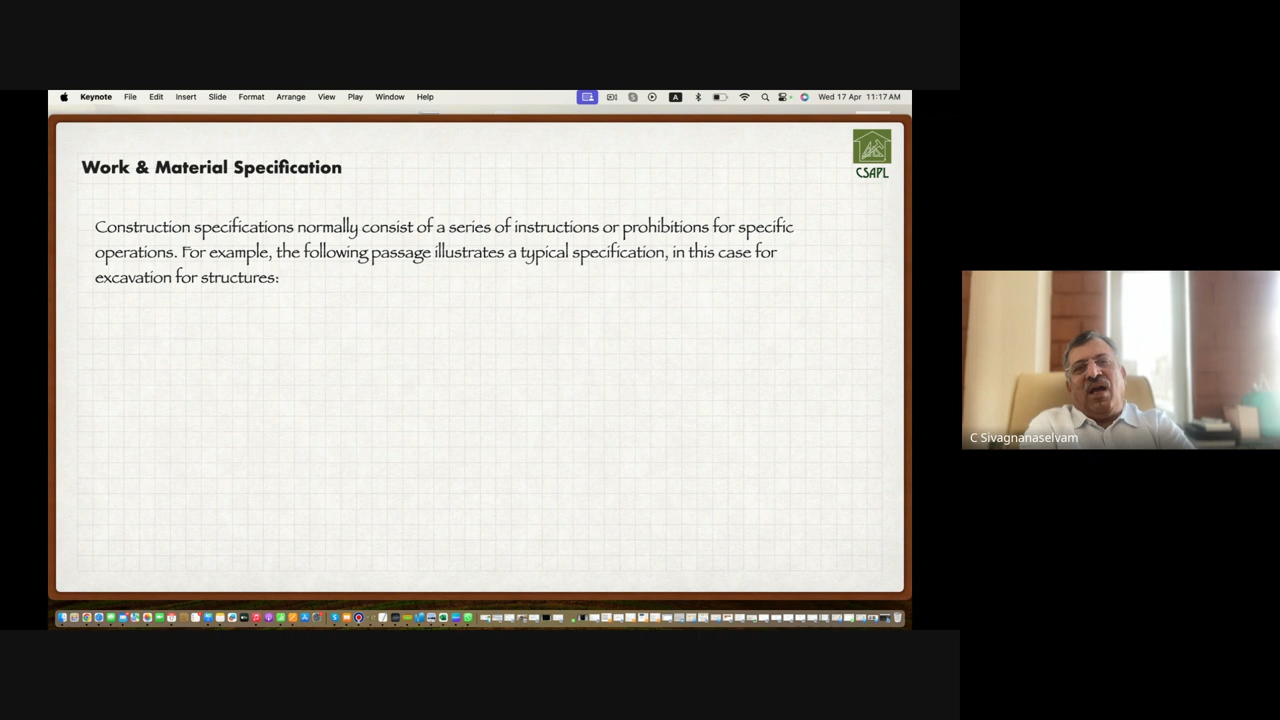 Keynote File Edit Insert Slide Format Arrange View Play Window Help A Wed 17 Apr 11:17 AM
CSAPL
Work & Material Specification
Construction specifications normally consist of a series of instructions or prohibitions for specific
operations. For example, the following passage illustrates a typical specification, in this case for
excavation for structures:
C Sivagnanaselvam